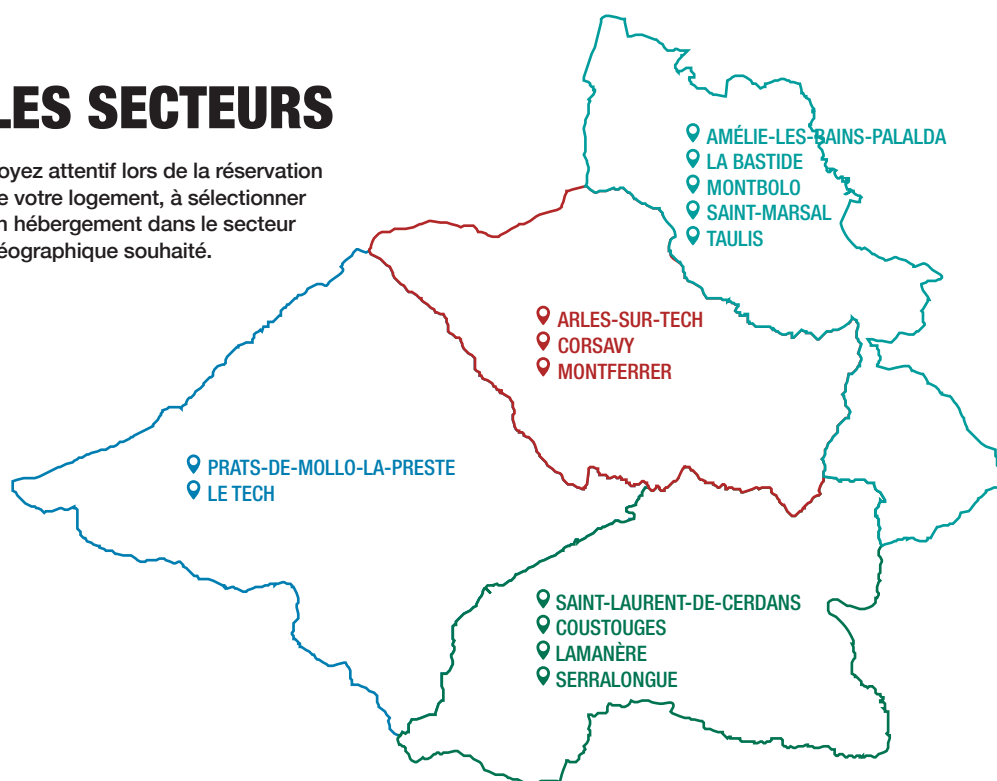 LES SECTEURS
oyez attentif lors de la réservation
e votre logement, à sélectionner
n hébergement dans le secteur
éographique souhaité.
AMÉLIE-LES-BAINS-PALALDA
LA BASTIDE
MONTBOLO
SAINT-MARSAL
TAULIS
ARLES-SUR-TECH
CORSAVY
MONTFERRER
PRATS-DE-MOLLO-LA-PRESTE
LE TECH
SAINT-LAURENT-DE-CERDANS
COUSTOUGES
LAMANÈRE
SERRALONGUE